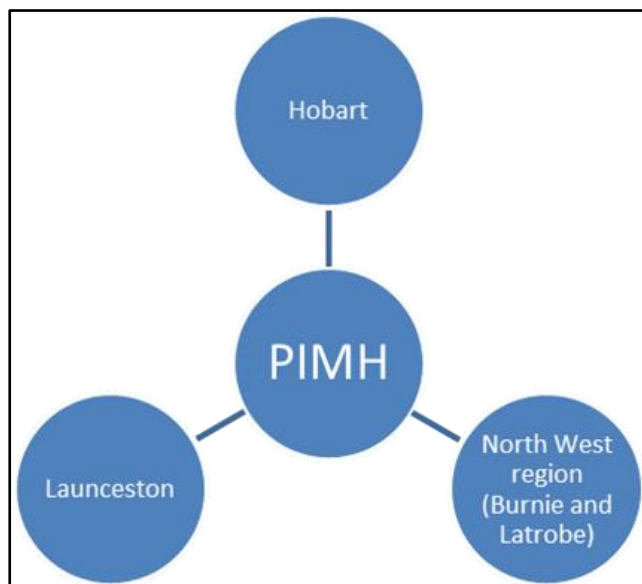 Hobart
PIMH
Launceston
North West
region
(Burnie and
Latrobe)